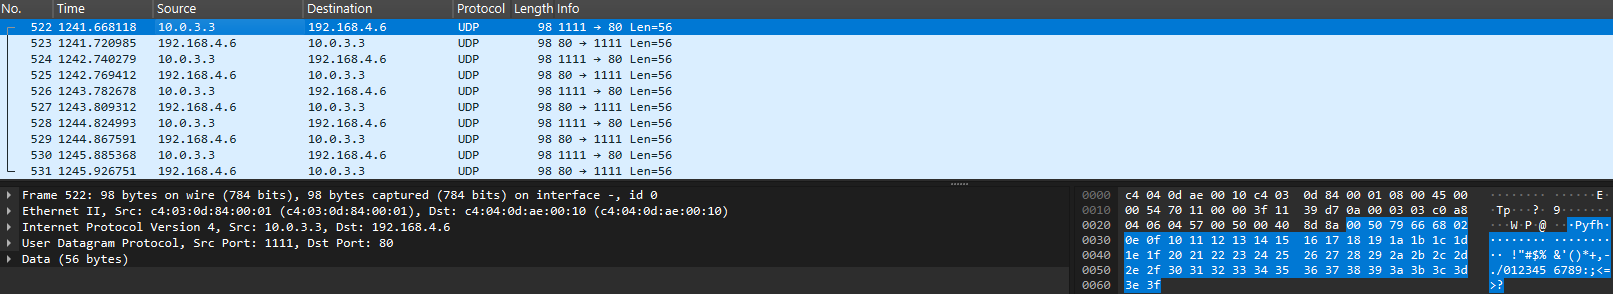 No. Time Source Destination Protocol Length Info
522 1241.668118 10.0.3.3 192.168.4.6 UDP 98 1111 → 80 Len=56
523 1241.720985 192.168.4.6 10.0.3.3 UDP 98 80 → 1111 Len=56
524 1242.740279 10.0.3.3 192.168.4.6 UDP 98 1111 → 80 Len=56
525 1242.769412 192.168.4.6 10.0.3.3 UDP 98 80 → 1111 Len=56
526 1243.782678 10.0.3.3 192.168.4.6 UDP 98 1111 → 80 Len=56
527 1243.809312 192.168.4.6 10.0.3.3 UDP 98 80 → 1111 Len=56
528 1244.824993 10.0.3.3 192.168.4.6 UDP 98 1111 → 80 Len=56
529 1244.867591 192.168.4.6 10.0.3.3 UDP 98 80 → 1111 Len=56
530 1245.885368 10.0.3.3 192.168.4.6 UDP 98 1111 → 80 Len=56
531 1245.926751 192.168.4.6 10.0.3.3 UDP 98 80 → 1111 Len=56
Frame 522: 98 bytes on wire (784 bits), 98 bytes captured (784 bits) on interface -, id 0
Ethernet II, Src: c4:03:0d:84:00:01 (c4:03:0d:84:00:01), Dst: c4:04:0d:ae:00:10 (c4:04:0d:ae:00:10)
Internet Protocol Version 4, Src: 10.0.3.3, Dst: 192.168.4.6
User Datagram Protocol, Src Port: 1111, Dst Port: 80
Data (56 bytes)
0000 c4 04 0d ae 00 10 c4 03 0d 84 00 01 08 00 45 00 ········ ······E·
0010 00 54 70 11 00 00 3f 11 39 d7 0a 00 03 03 c0 a8 ·Tp···?· 9·······
0020 04 06 04 57 00 50 00 40 8d 8a 00 50 79 66 68 02 ···W·P·@ ···Pyfh·
0030 0e 0f 10 11 12 13 14 15 16 17 18 19 1a 1b 1c 1d ········ ········
0040 1e 1f 20 21 22 23 24 25 26 27 28 29 2a 2b 2c 2d ·· !"#$% &'()*+,-
0050 2e 2f 30 31 32 33 34 35 36 37 38 39 3a 3b 3c 3d ./012345 6789:;<=
0060 3e 3f >?